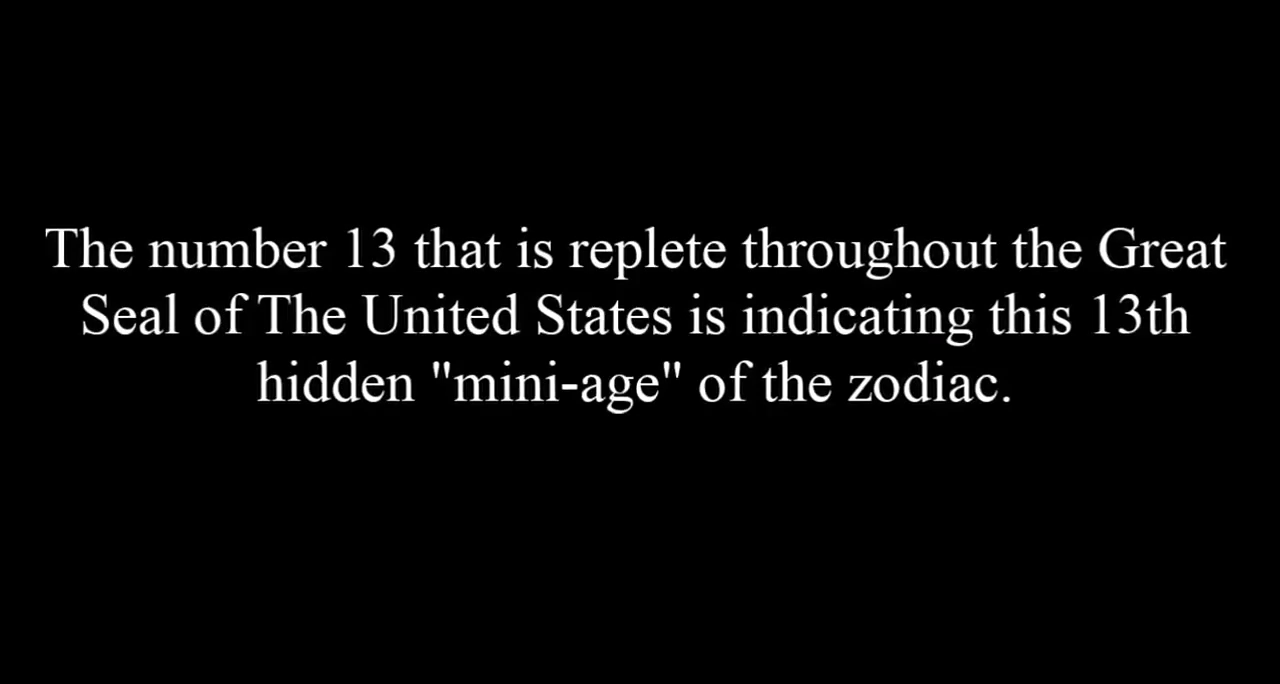 The number 13 that is replete throughout the Great
Seal of The United States is indicating this 13th
hidden "mini-age" of the zodiac.